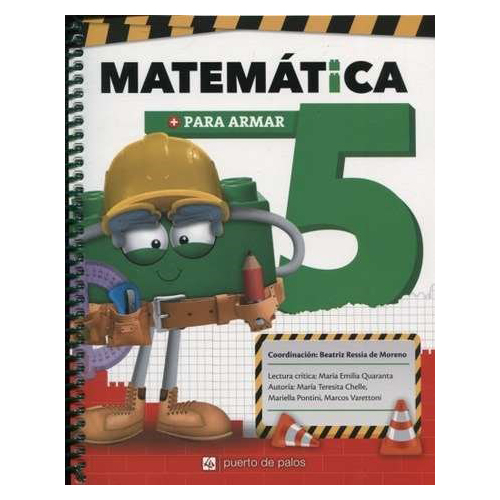 MATEMÁTiCA
+ PARA ARMAR
5
Coordinación: Beatriz Ressia de Moreno
Lectura crítica: María Emilia Quaranta
Autoría: María Teresita Chelle,
Mariella Pontini, Marcos Varettoni
puerto de palos